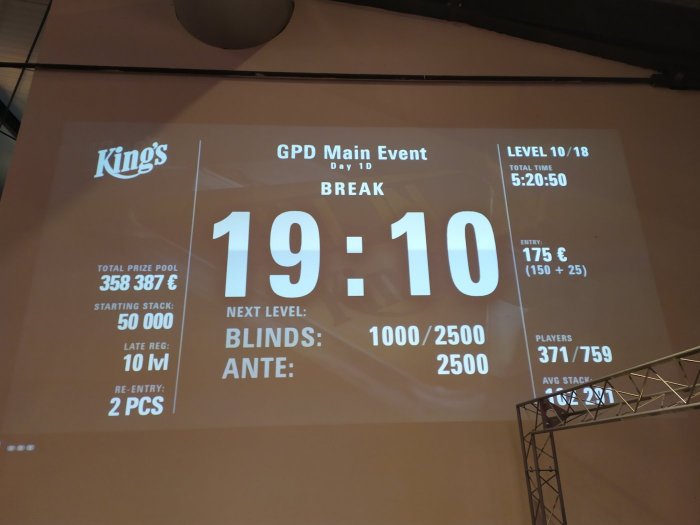 King's
GPD Main Event
Day 1D
BREAK
19:10
NEXT LEVEL:
BLINDS: 1000/2500
ANTE: 2500
TOTAL PRIZE POOL
358 387 €
STARTING STACK:
50 000
LATE REG:
10 lvl
RE-ENTRY:
2 PCS
LEVEL 10/18
TOTAL TIME
5:20:50
ENTRY:
175 €
(150 + 25)
PLAYERS
371/759
AVG STACK: